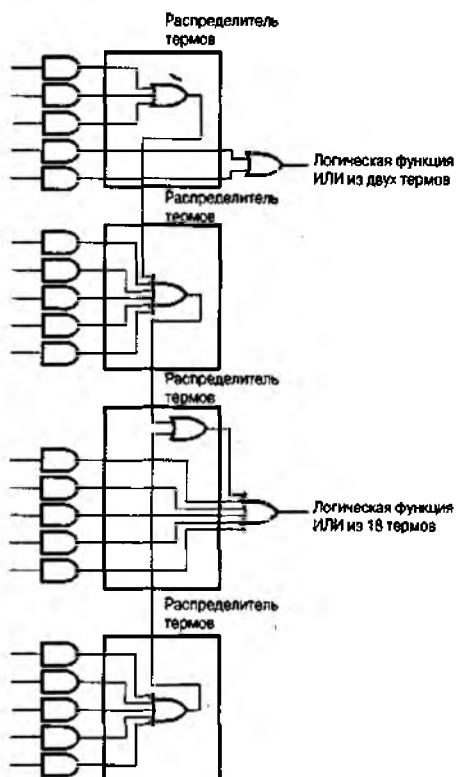 Распределитель
термов
Логическая функция
ИЛИ из двух термов
Распределитель
термов
Распределитель
термов
Логическая функция
ИЛИ из 18 термов
Распределитель
термов